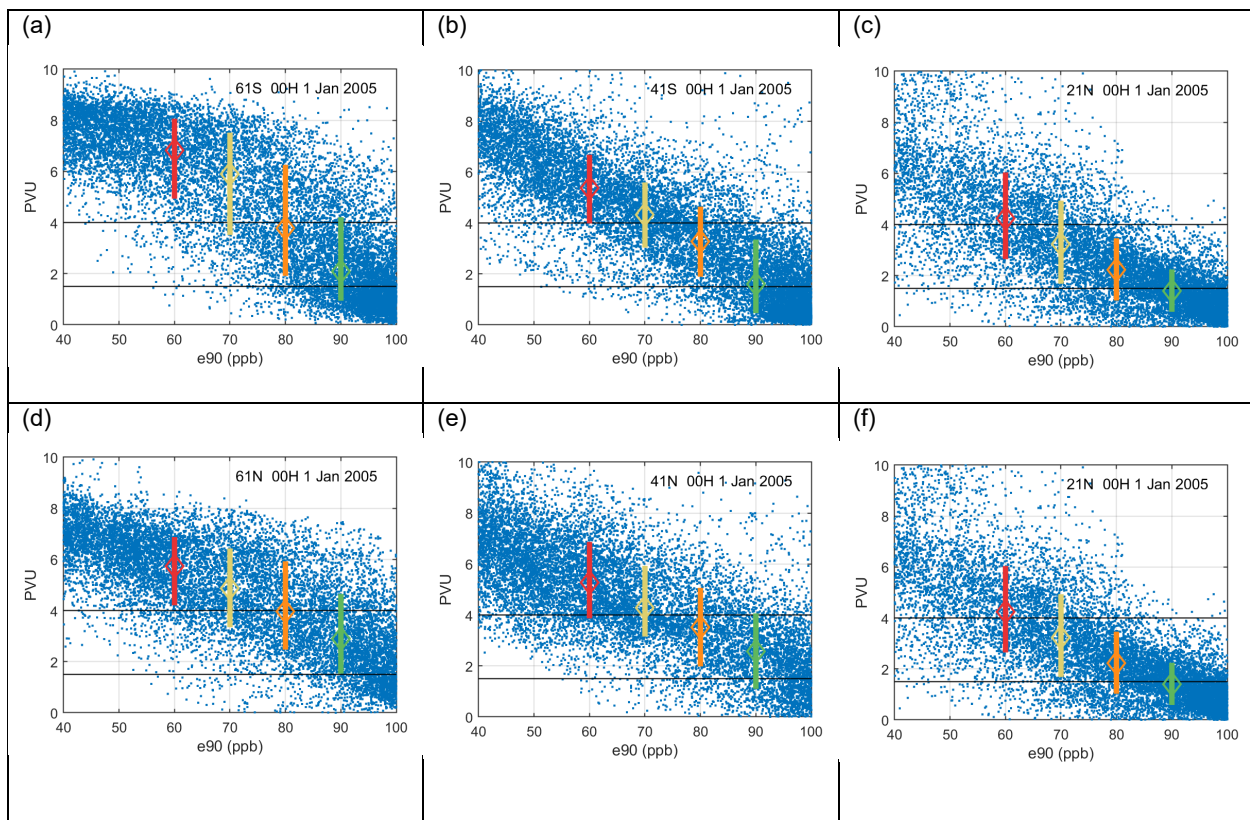 (a)
61S 00H 1 Jan 2005
PVU
10
8
6
4
2
0
40 50 60 70 80 90 100
e90 (ppb)
(b)
41S 00H 1 Jan 2005
PVU
10
8
6
4
2
0
40 50 60 70 80 90 100
e90 (ppb)
(c)
21N 00H 1 Jan 2005
PVU
10
8
6
4
2
0
40 50 60 70 80 90 100
e90 (ppb)
(d)
61N 00H 1 Jan 2005
PVU
10
8
6
4
2
0
40 50 60 70 80 90 100
e90 (ppb)
(e)
41N 00H 1 Jan 2005
PVU
10
8
6
4
2
0
40 50 60 70 80 90 100
e90 (ppb)
(f)
21N 00H 1 Jan 2005
PVU
10
8
6
4
2
0
40 50 60 70 80 90 100
e90 (ppb)